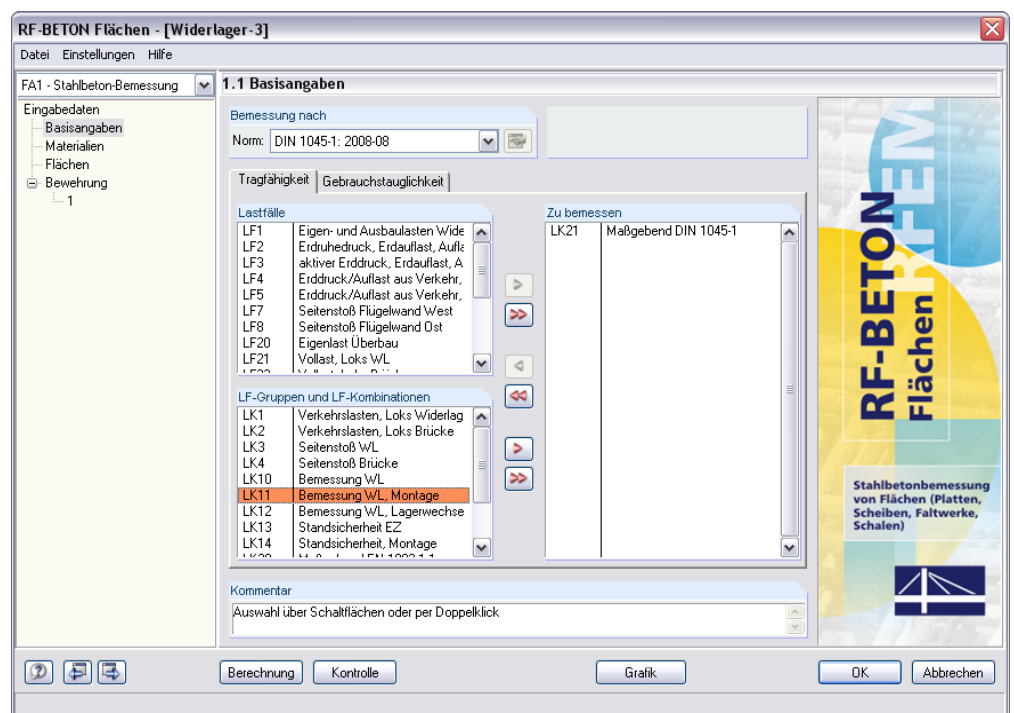 RF-BETON Flächen - [Widerlager-3]
Datei Einstellungen Hilfe
FA1 - Stahlbeton-Bemessung
1.1 Basisangaben
Eingabedaten
Basisangaben
Materialien
Flächen
Bewehrung
1
Bemessung nach
Norm: DIN 1045-1: 2008-08
Tragfähigkeit Gebrauchstauglichkeit
Lastfälle
LF1 Eigen- und Ausbaulasten Wide
LF2 Erdruhedruck, Erdauflast, Aufla
LF3 aktiver Erddruck, Erdauflast, A
LF4 Erddruck/Auflast aus Verkehr,
LF5 Erddruck/Auflast aus Verkehr,
LF7 Seitenstoß Flügelwand West
LF8 Seitenstoß Flügelwand Ost
LF20 Eigenlast Überbau
LF21 Vollast, Loks WL
LF-Gruppen und LF-Kombinationen
LK1 Verkehrslasten, Loks Widerlag
LK2 Verkehrslasten, Loks Brücke
LK3 Seitenstoß WL
LK4 Seitenstoß Brücke
LK10 Bemessung WL
LK11 Bemessung WL, Montage
LK12 Bemessung WL, Lagerwechse
LK13 Standsicherheit EZ
LK14 Standsicherheit, Montage
Zu bemessen
LK21 Maßgebend DIN 1045-1
> 
>>
<
<<
>
>>
Kommentar
Auswahl über Schaltflächen oder per Doppelklick
RFEM
RF-BETON
Flächen
Stahlbetonbemessung
von Flächen (Platten,
Scheiben, Faltwerke,
Schalen)
Berechnung Kontrolle Grafik OK Abbrechen